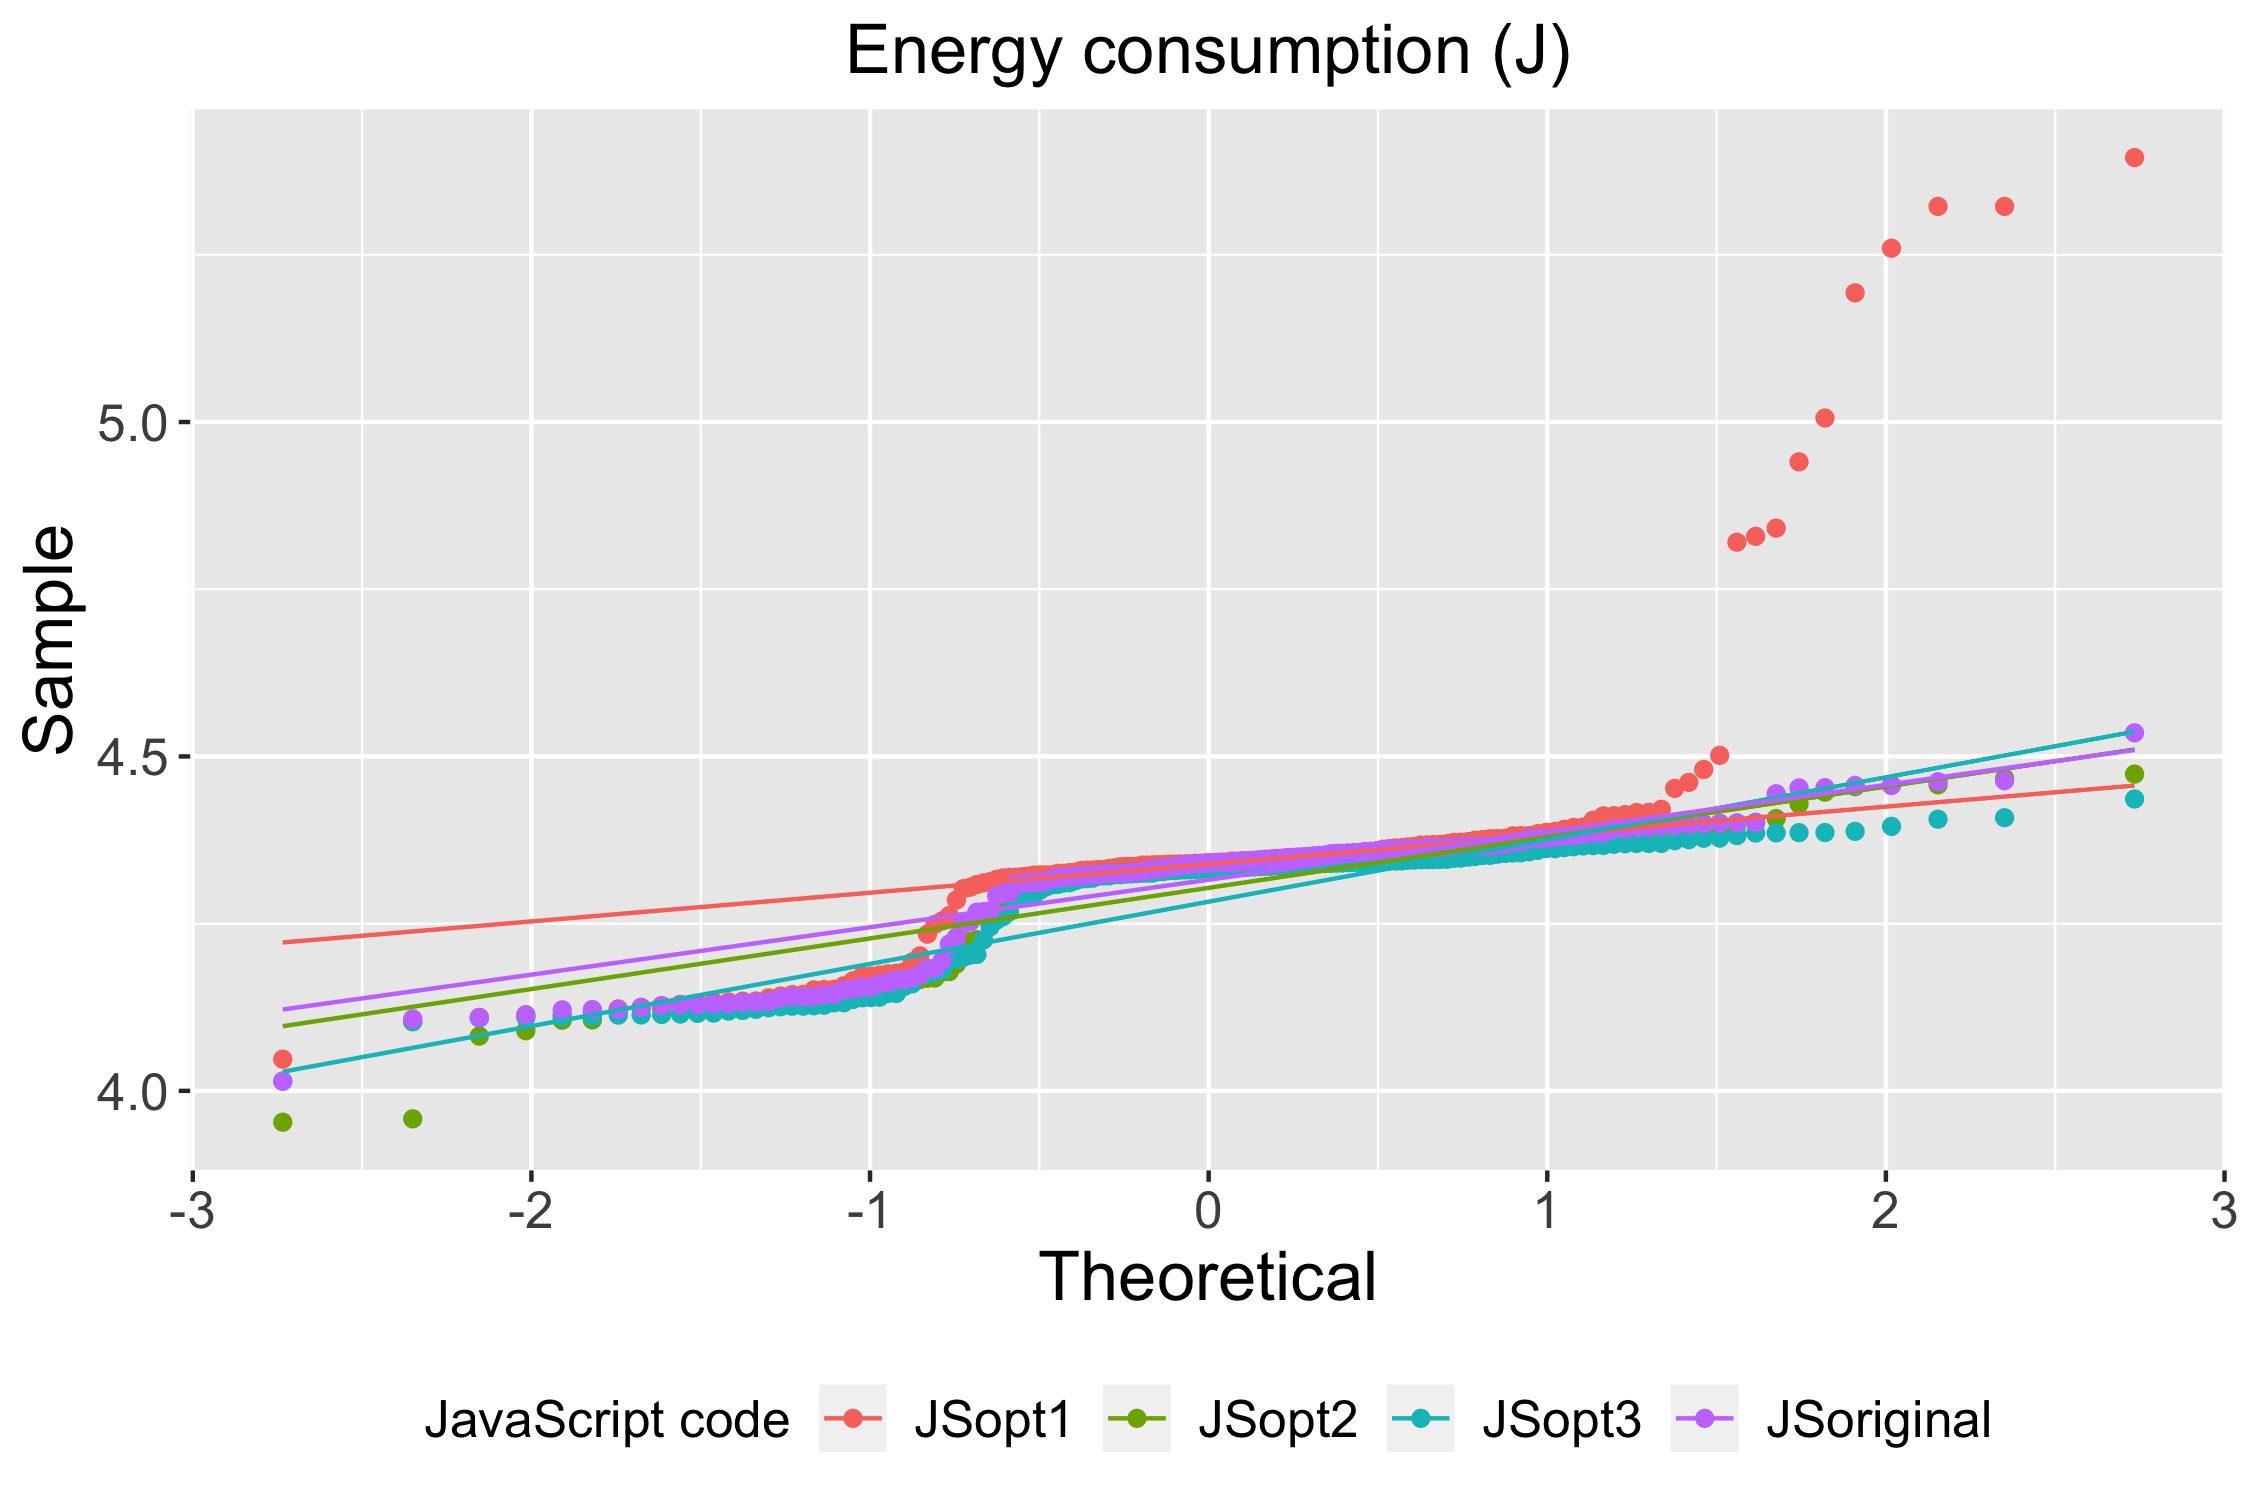 Energy consumption (J)
Sample
5.0
4.5
4.0
-3 -2 -1 0 1 2 3
Theoretical
JavaScript code JSopt1 JSopt2 JSopt3 JSoriginal